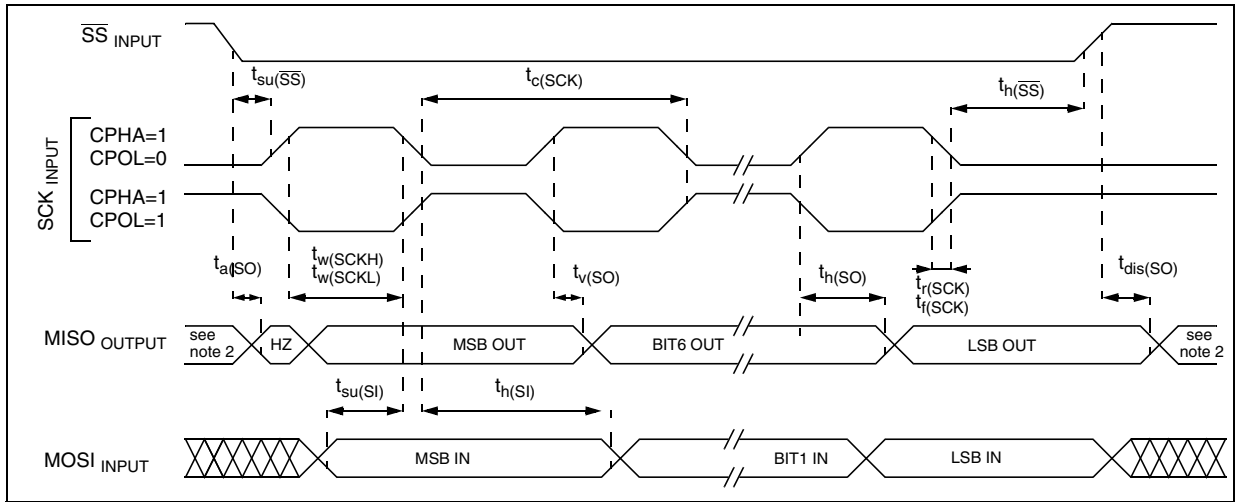 SS INPUT
tsu(SS)
tc(SCK)
th(SS)
SCK INPUT
CPHA=1
CPOL=0
CPHA=1
CPOL=1
ta(SO)
tw(SCKH)
tw(SCKL)
tv(SO)
th(SO)
tr(SCK)
tf(SCK)
tdis(SO)
MISO OUTPUT
see
note 2
HZ
MSB OUT
BIT6 OUT
LSB OUT
see
note 2
tsu(SI)
th(SI)
MOSI INPUT
MSB IN
BIT1 IN
LSB IN